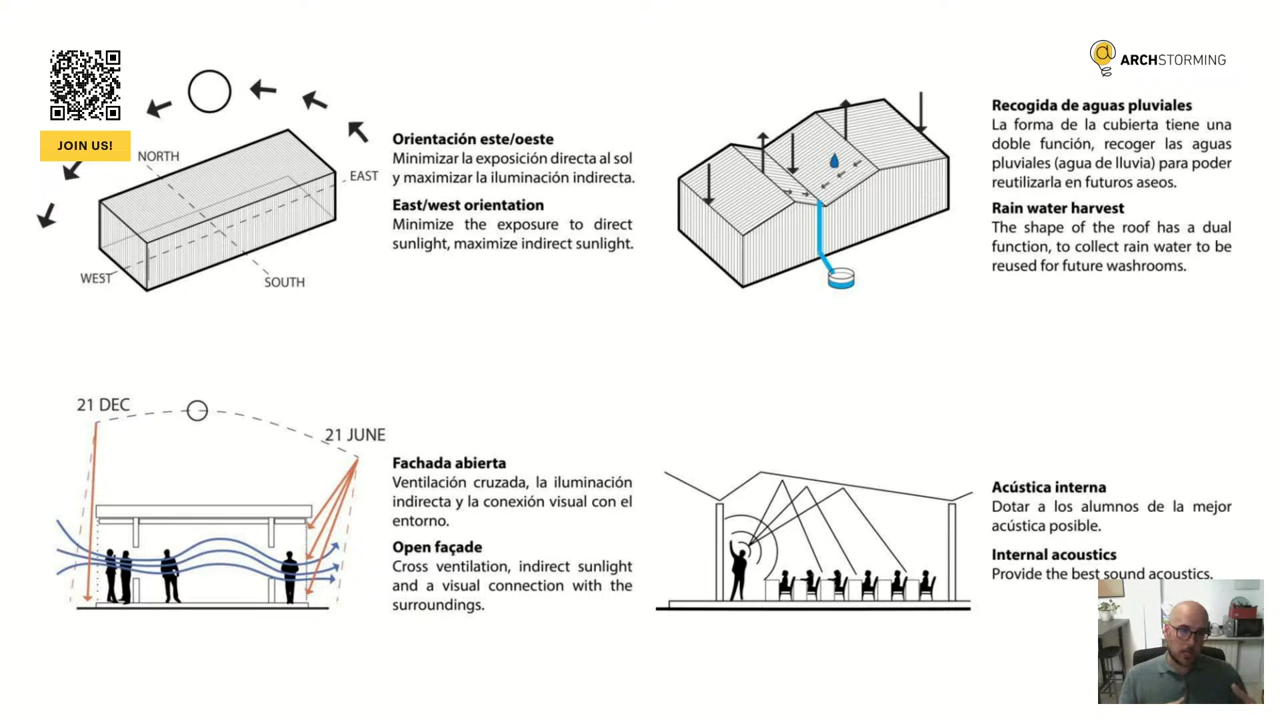 ARCHSTORMING
JOIN US!
NORTH
EAST
WEST
SOUTH
Orientación este/oeste
Minimizar la exposición directa al sol
y maximizar la iluminación indirecta.
East/west orientation
Minimize the exposure to direct
sunlight, maximize indirect sunlight.
Recogida de aguas pluviales
La forma de la cubierta tiene una
doble función, recoger las aguas
pluviales (agua de lluvia) para poder
reutilizarla en futuros aseos.
Rain water harvest
The shape of the roof has a dual
function, to collect rain water to be
reused for future washrooms.
21 DEC
21 JUNE
Fachada abierta
Ventilación cruzada, la iluminación
indirecta y la conexión visual con el
entorno.
Open façade
Cross ventilation, indirect sunlight
and a visual connection with the
surroundings.
Acústica interna
Dotar a los alumnos de la mejor
acústica posible.
Internal acoustics
Provide the best sound acoustics.